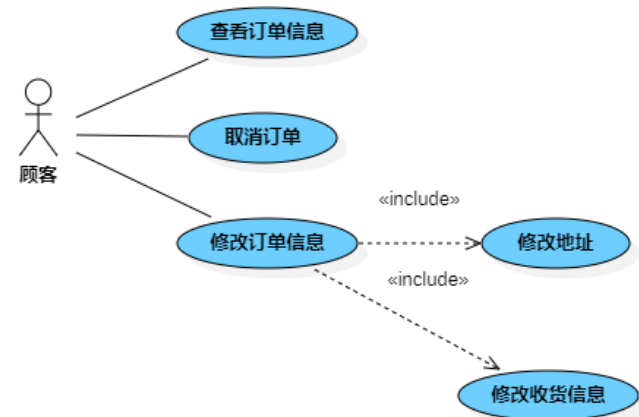 查看订单信息
取消订单
顾客
«include»
修改订单信息
修改地址
«include»
修改收货信息